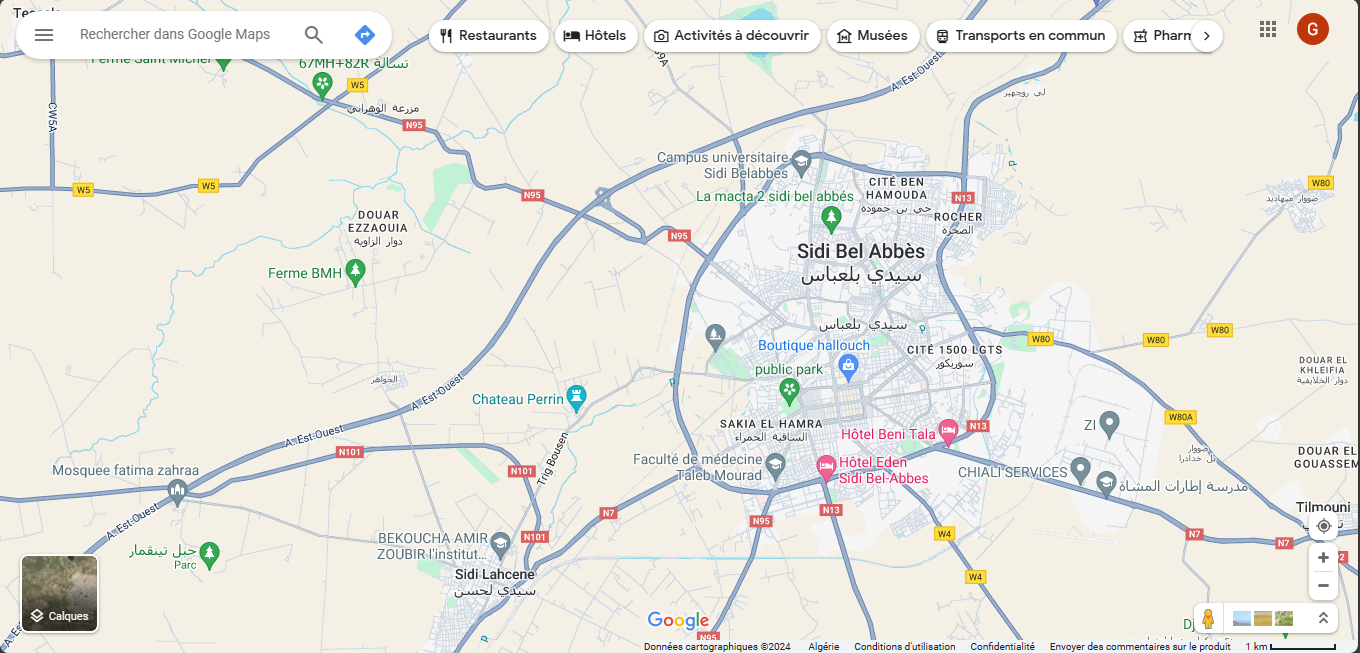 Tessala
Rechercher dans Google Maps
Restaurants
Hôtels
Activités à découvrir
Musées
Transports en commun
Pharm
G
Ferme Saint Michel
تسالة
67MH+82R
W5
مزرعة الوهراني
CW5A
N95
A. Est-Ouest
لي روجهير
W5
W5
N95
Campus universitaire
Sidi Belabbes
La macta 2 sidi bel abbés
CITÉ BEN
HAMOUDA
حي بن حمودة
N13
ROCHER
الصخرة
W80
DOUAR
EZZAOUIA
دوار الزاوية
N95
Ferme BMH
Sidi Bel Abbès
سيدي بلعباس
سيدي بلعباس
Boutique hallouch
CITÉ 1500 LGTS
سوريكور
W80
W80
W80
DOUAR EL
KHLEIFIA
دوار الخلايفية
الجواهر
public park
A. Est-Ouest
Chateau Perrin
SAKIA EL HAMRA
الساقية الحمراء
Hôtel Beni Tala
N13
ZI
W80A
A. Est-Ouest
N101
Trig Bousen
Faculté de médecine
Taleb Mourad
Hôtel Eden
Sidi Bel-Abbes
CHIALI SERVICES
مدرسة إطارات المشاة
DOUAR EL
GOUASSEM
Mosquee fatima zahraa
N101
A. Est-Ouest
N7
N95
N13
W4
N7
N7
Tilmouni
BEKOUCHA AMIR
ZOUBIR l'institut...
N101
جبل تينقمار
Parc
Sidi Lahcene
سيدي لحسن
W4
Calques
A. Est-Ouest
Google
N95
Données cartographiques ©2024
Algérie
Conditions d'utilisation
Confidentialité
Envoyer des commentaires sur le produit
1 km